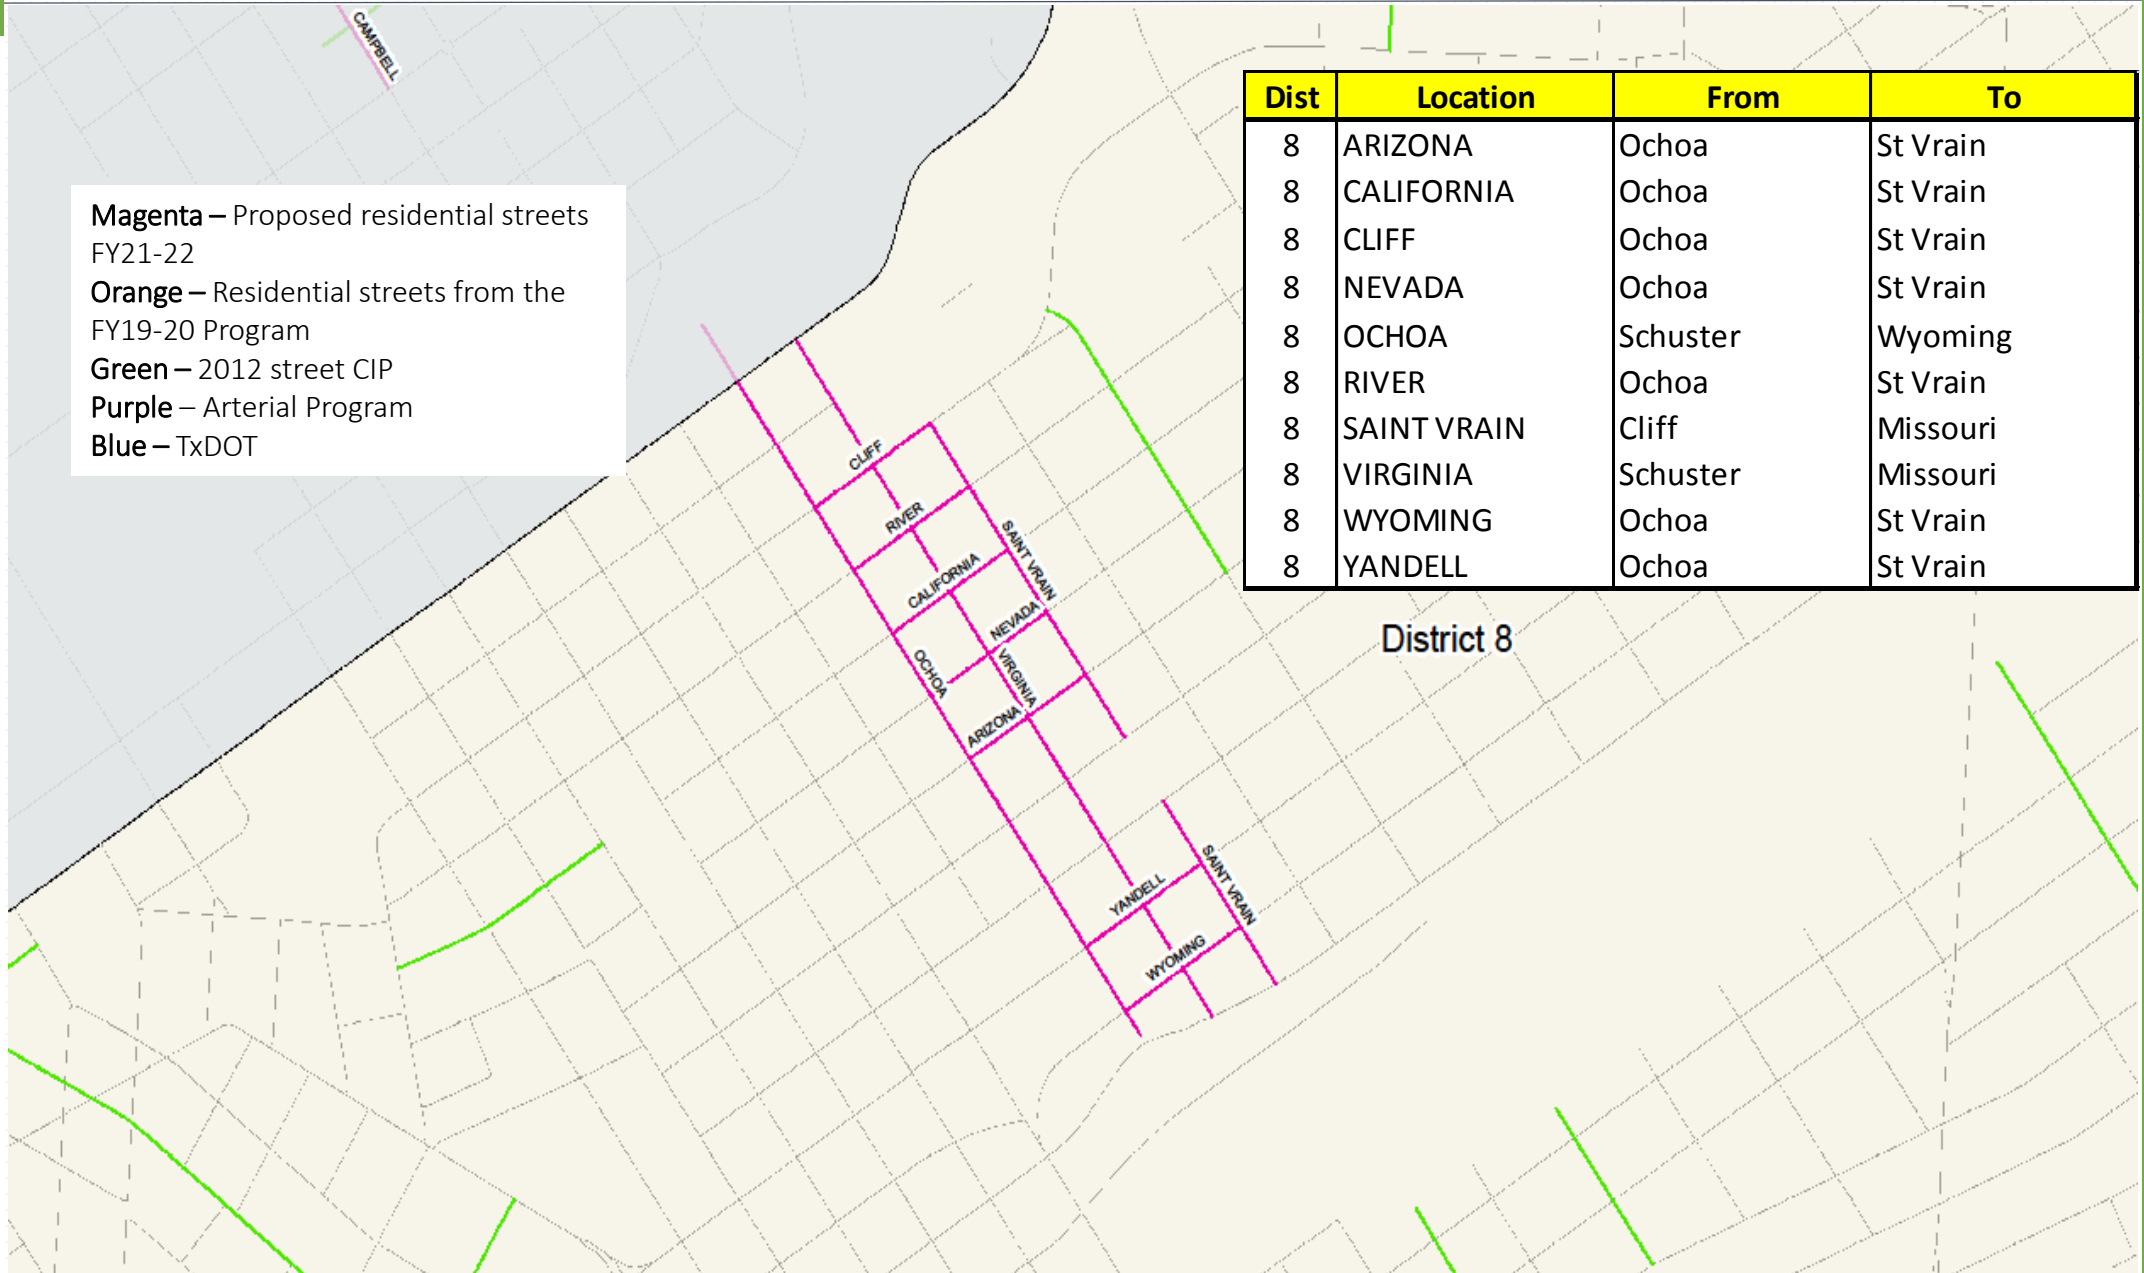 CAMPBELL
Dist Location From To
8 ARIZONA Ochoa St Vrain
8 CALIFORNIA Ochoa St Vrain
8 CLIFF Ochoa St Vrain
8 NEVADA Ochoa St Vrain
8 OCHOA Schuster Wyoming
8 RIVER Ochoa St Vrain
8 SAINT VRAIN Cliff Missouri
8 VIRGINIA Schuster Missouri
8 WYOMING Ochoa St Vrain
8 YANDELL Ochoa St Vrain
Magenta – Proposed residential streets
FY21-22
Orange – Residential streets from the
FY19-20 Program
Green – 2012 street CIP
Purple – Arterial Program
Blue – TxDOT
CLIFF
RIVER
SAINT VRAIN
CALIFORNIA
NEVADA
District 8
OCHOA
VIRGINIA
ARIZONA
YANDELL
SAINT VRAIN
WYOMING